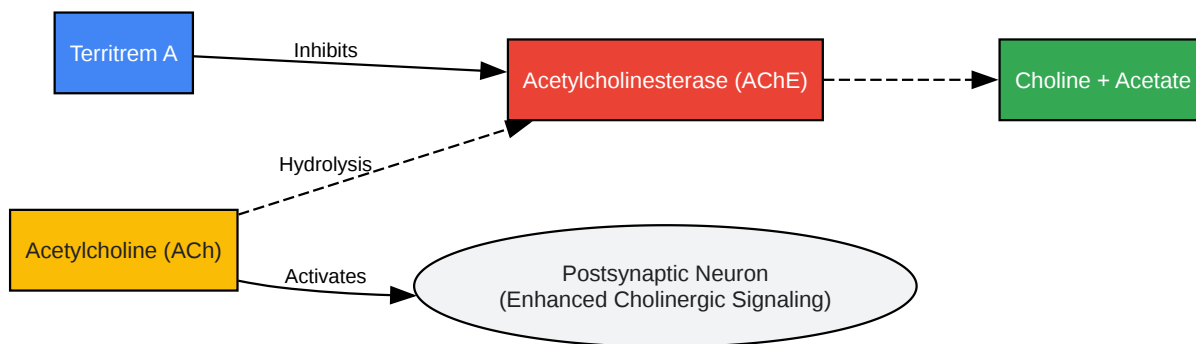 Territrem A
Inhibits
Acetylcholinesterase (AChE)
Choline + Acetate
Hydrolysis
Acetylcholine (ACh)
Activates
Postsynaptic Neuron
(Enhanced Cholinergic Signaling)